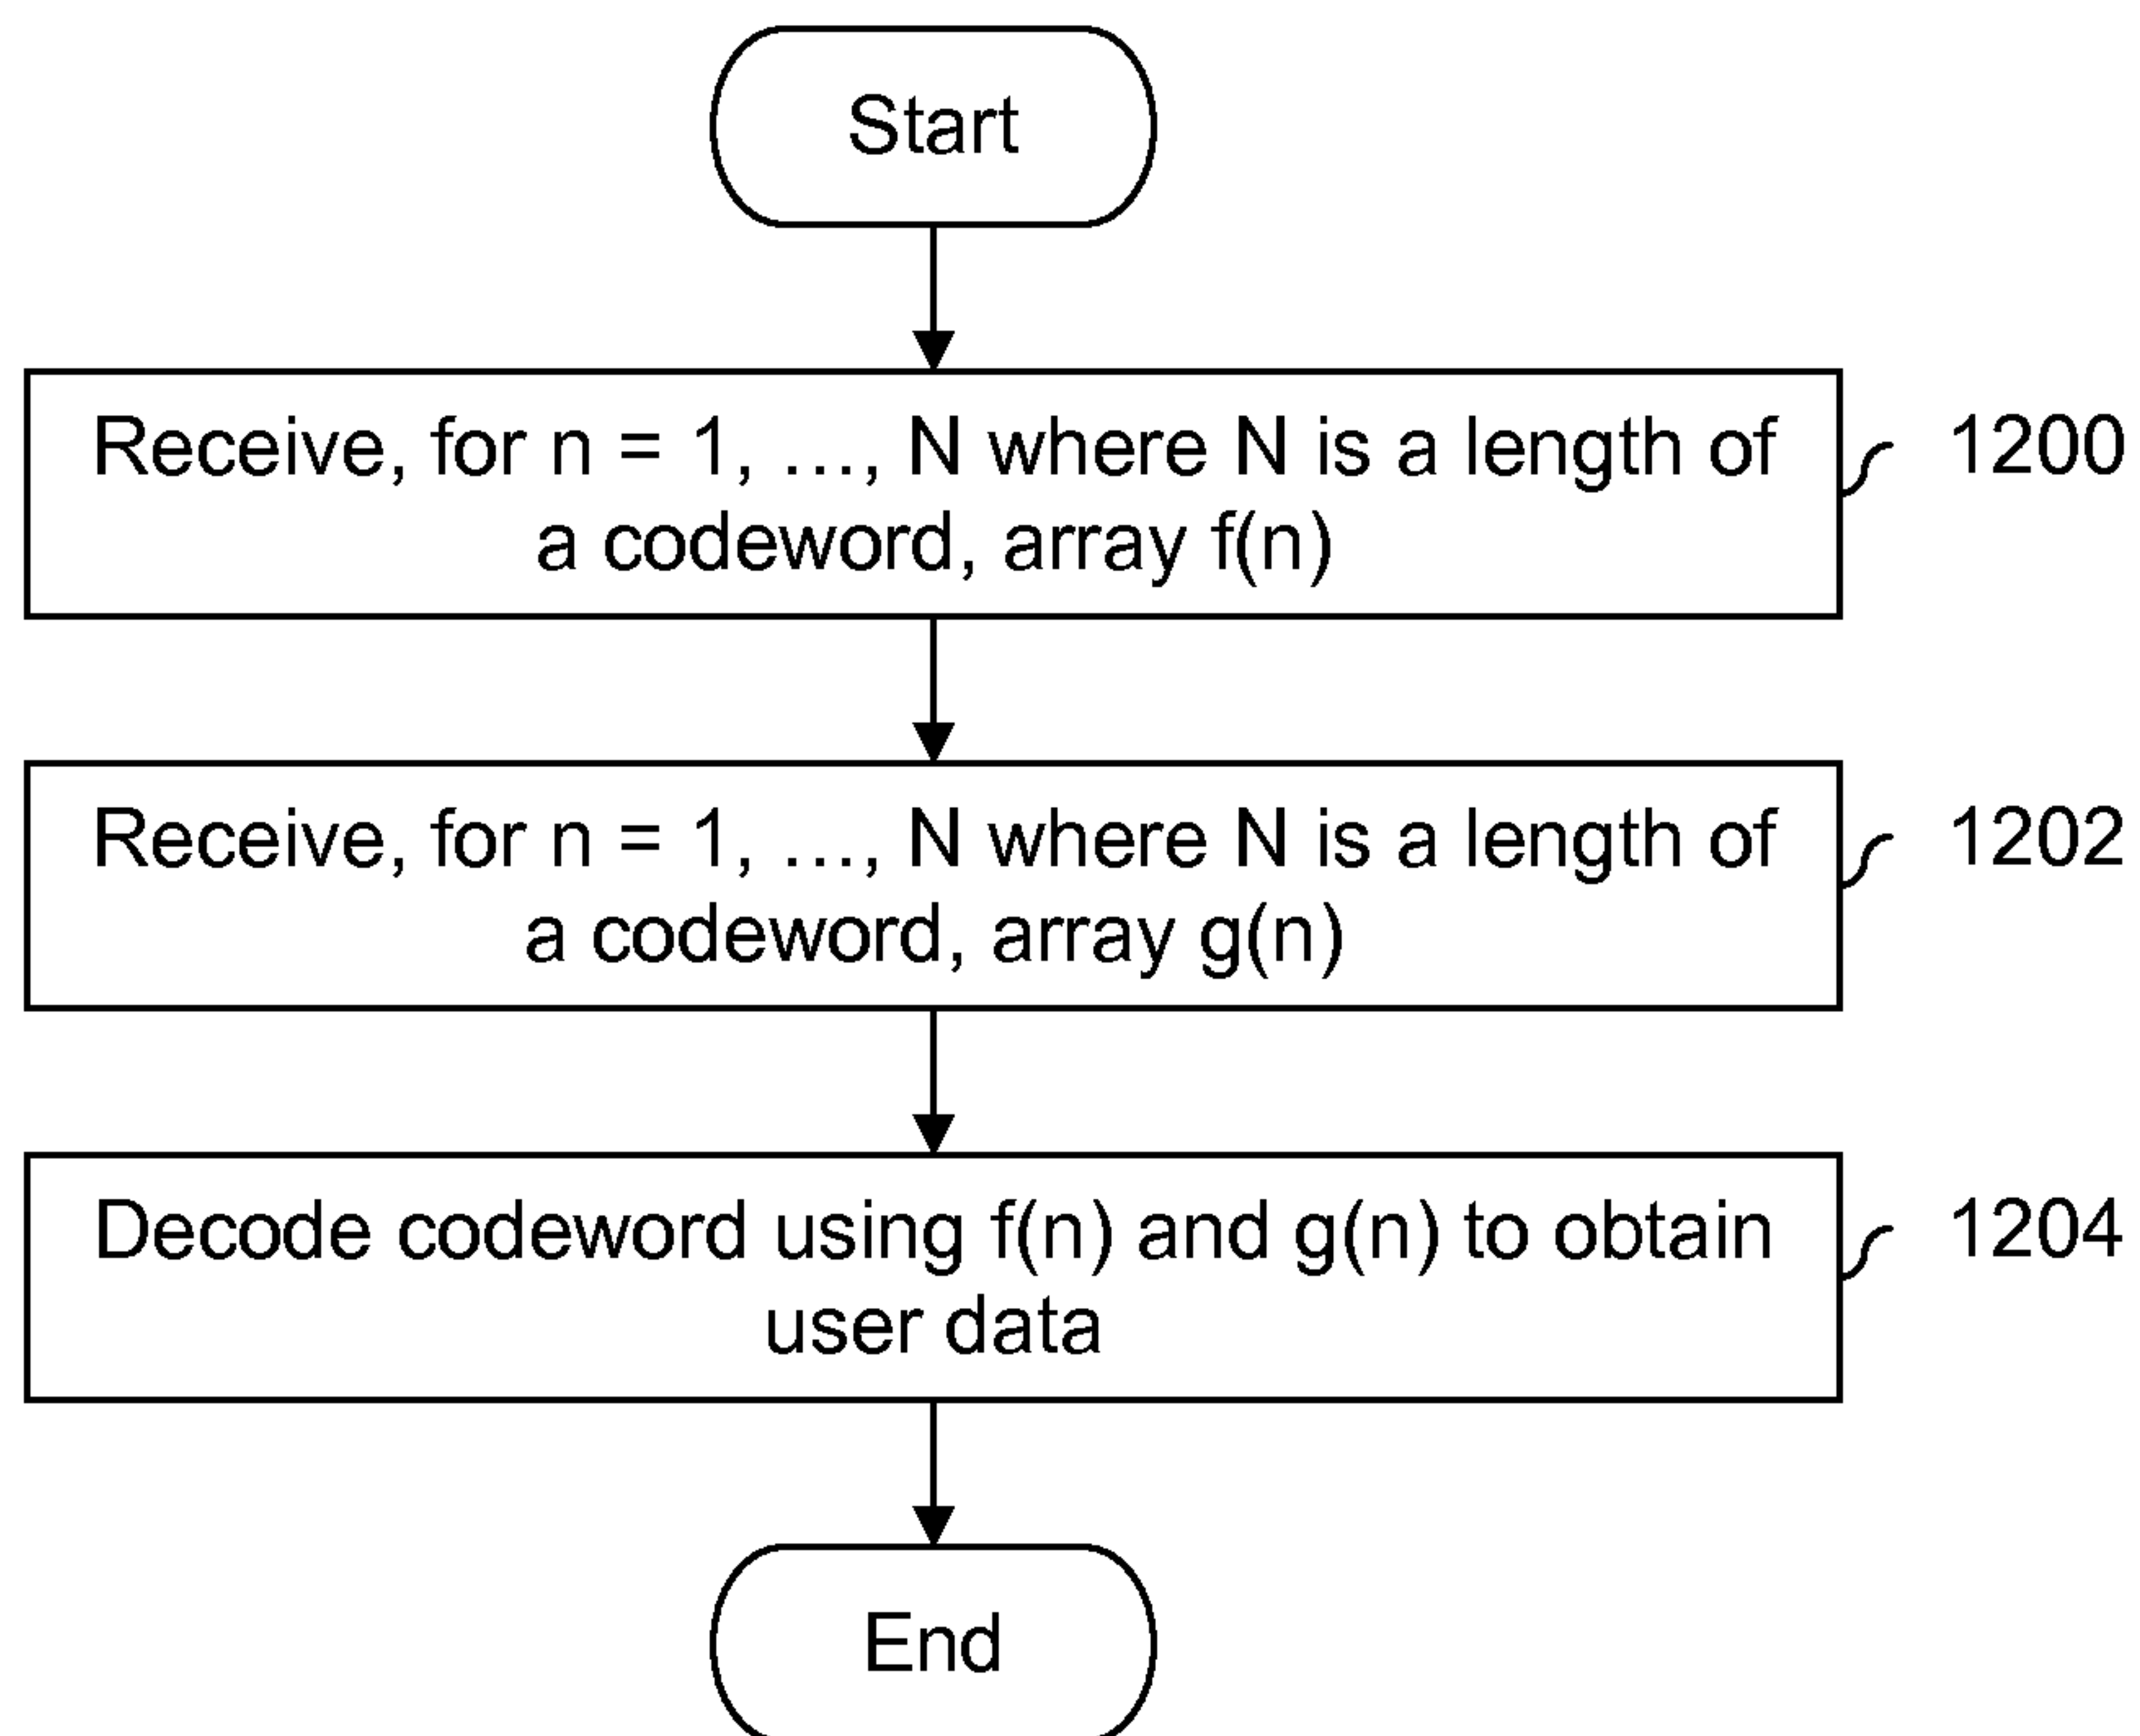 Start
Receive, for n = 1, ..., N where N is a length of
a codeword, array f(n)
1200
Receive, for n = 1, ..., N where N is a length of
a codeword, array g(n)
1202
Decode codeword using f(n) and g(n) to obtain
user data
1204
End